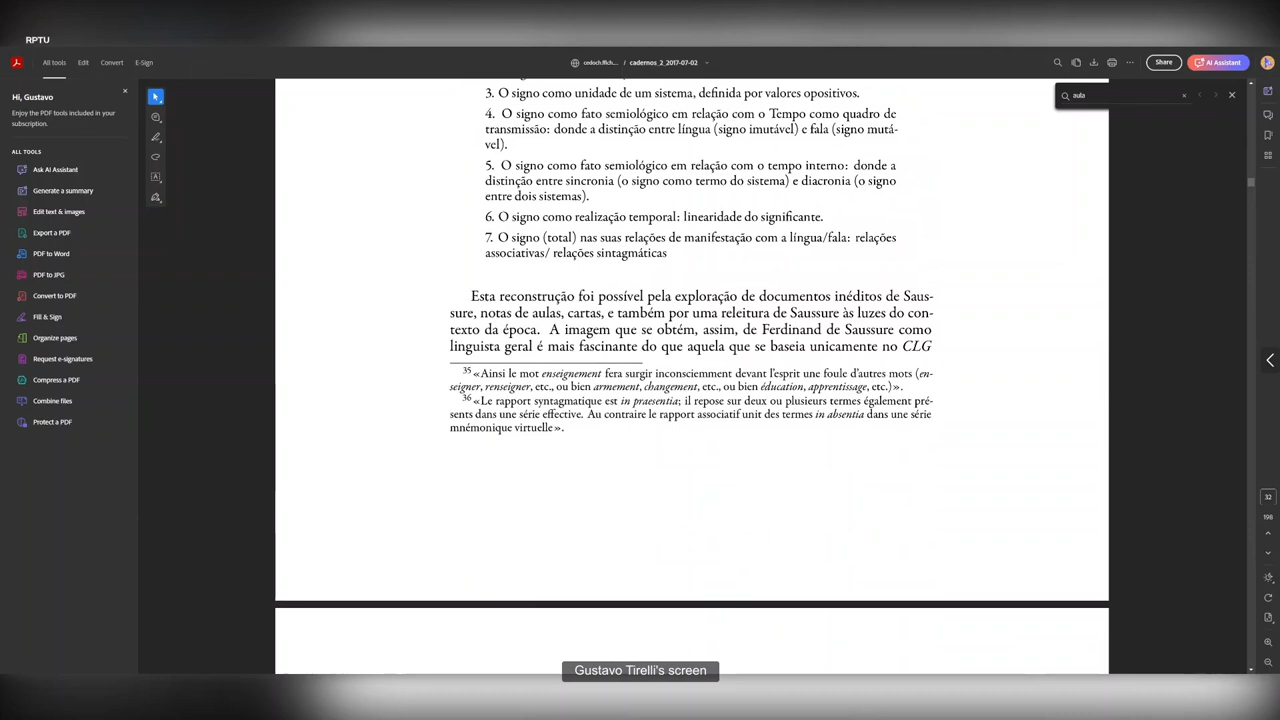 RPTU
All tools
Edit
Convert
E-Sign
cadernos_2_2017-07-02
Share
AI Assistant
Hi, Gustavo
Enjoy the PDF tools included in your
subscription.
ALL TOOLS
Ask AI Assistant
Generate a summary
Edit text & images
Export a PDF
PDF to Word
PDF to JPG
Convert to PDF
Fill & Sign
Organize pages
Request e-signatures
Compress a PDF
Combine files
Protect a PDF
aula
3. O signo como unidade de um sistema, definida por valores opositivos.
4. O signo como fato semiológico em relação com o Tempo como quadro de
transmissão: donde a distinção entre língua (signo imutável) e fala (signo mutá-
vel).
5. O signo como fato semiológico em relação com o tempo interno: donde a
distinção entre sincronia (o signo como termo do sistema) e diacronia (o signo
entre dois sistemas).
6. O signo como realização temporal: linearidade do significante.
7. O signo (total) nas suas relações de manifestação com a língua/fala: relações
associativas/ relações sintagmáticas
Esta reconstrução foi possível pela exploração de documentos inéditos de Saus-
sure, notas de aulas, cartas, e também por uma releitura de Saussure às luzes do con-
texto da época. A imagem que se obtém, assim, de Ferdinand de Saussure como
linguista geral é mais fascinante do que aquela que se baseia unicamente no CLG
35 «Ainsi le mot enseignement fera surgir inconsciemment devant l'esprit une foule d'autres mots (en-
seigner, renseigner, etc., ou bien armement, changement, etc., ou bien éducation, apprentissage, etc.)».
36 «Le rapport syntagmatique est in praesentia; il repose sur deux ou plusieurs termes également pré-
sents dans une série effective. Au contraire le rapport associatif unit des termes in absentia dans une série
mnémonique virtuelle».
32
198
Gustavo Tirelli's screen